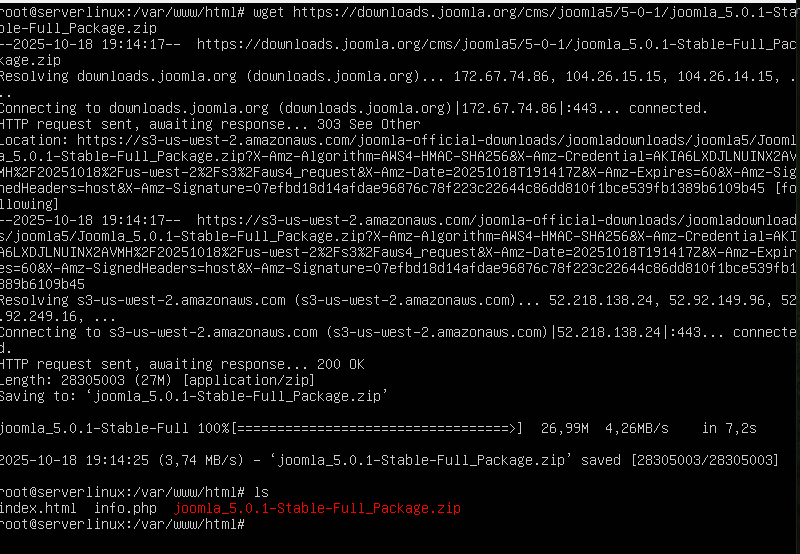 root@serverlinux:/var/www/html# wget https://downloads.joomla.org/cms/joomla5/5-0-1/joomla_5.0.1-Sta
ble-Full_Package.zip
--2025-10-18 19:14:17--  https://downloads.joomla.org/cms/joomla5/5-0-1/joomla_5.0.1-Stable-Full_Pac
kage.zip
Resolving downloads.joomla.org (downloads.joomla.org)... 172.67.74.86, 104.26.15.15, 104.26.14.15, .
..
Connecting to downloads.joomla.org (downloads.joomla.org)|172.67.74.86|:443... connected.
HTTP request sent, awaiting response... 303 See Other
Location: https://s3-us-west-2.amazonaws.com/joomla-official-downloads/joomladownloads/joomla5/Jooml
a_5.0.1-Stable-Full_Package.zip?X-Amz-Algorithm=AWS4-HMAC-SHA256&X-Amz-Credential=AKIA6LXDJLNUINX2AV
MH%2F20251018%2Fus-west-2%2Fs3%2Faws4_request&X-Amz-Date=20251018T191417Z&X-Amz-Expires=60&X-Amz-Sig
nedHeaders=host&X-Amz-Signature=07efbd18d14afdae96876c78f223c22644c86dd810f1bce539fb1389b6109b45 [fo
llowing]
--2025-10-18 19:14:17--  https://s3-us-west-2.amazonaws.com/joomla-official-downloads/joomladownload
s/joomla5/Joomla_5.0.1-Stable-Full_Package.zip?X-Amz-Algorithm=AWS4-HMAC-SHA256&X-Amz-Credential=AKI
A6LXDJLNUINX2AVMH%2F20251018%2Fus-west-2%2Fs3%2Faws4_request&X-Amz-Date=20251018T191417Z&X-Amz-Expir
es=60&X-Amz-SignedHeaders=host&X-Amz-Signature=07efbd18d14afdae96876c78f223c22644c86dd810f1bce539fb1
389b6109b45
Resolving s3-us-west-2.amazonaws.com (s3-us-west-2.amazonaws.com)... 52.218.138.24, 52.92.149.96, 52
.92.249.16, ...
Connecting to s3-us-west-2.amazonaws.com (s3-us-west-2.amazonaws.com)|52.218.138.24|:443... connecte
d.
HTTP request sent, awaiting response... 200 OK
Length: 28305003 (27M) [application/zip]
Saving to: ‘joomla_5.0.1-Stable-Full_Package.zip’
joomla_5.0.1-Stable-Full 100%[==================================>]  26,99M  4,26MB/s    in 7,2s
2025-10-18 19:14:25 (3,74 MB/s) - ‘joomla_5.0.1-Stable-Full_Package.zip’ saved [28305003/28305003]
root@serverlinux:/var/www/html# ls
index.html  info.php  joomla_5.0.1-Stable-Full_Package.zip
root@serverlinux:/var/www/html#